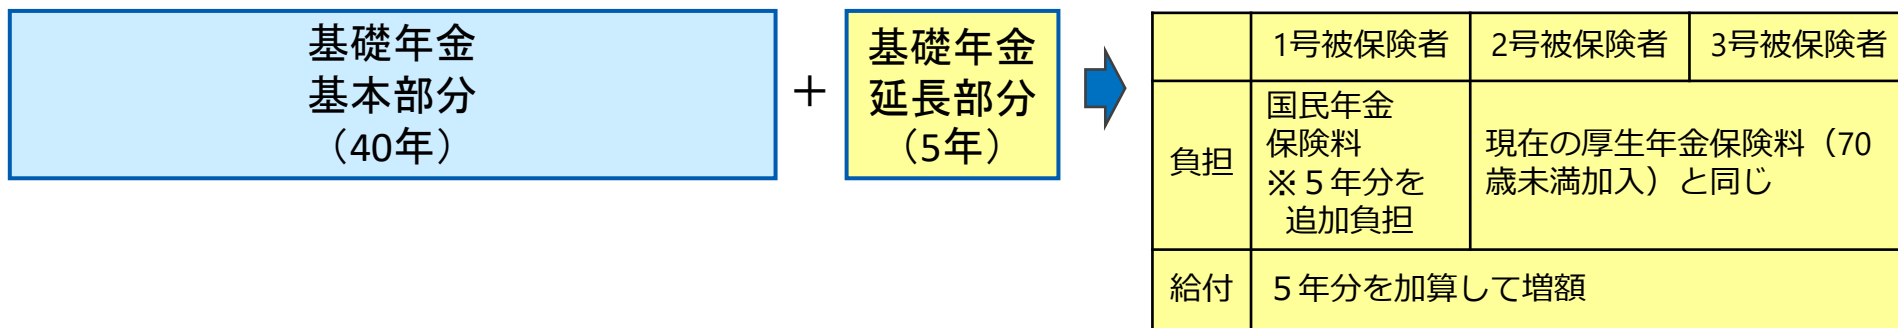 基礎年金
基本部分
（40年）
＋
基礎年金
延長部分
（5年）
1号被保険者
2号被保険者
3号被保険者
負担
国民年金
保険料
※５年分を
追加負担
現在の厚生年金保険料（70
歳未満加入）と同じ
給付
５年分を加算して増額